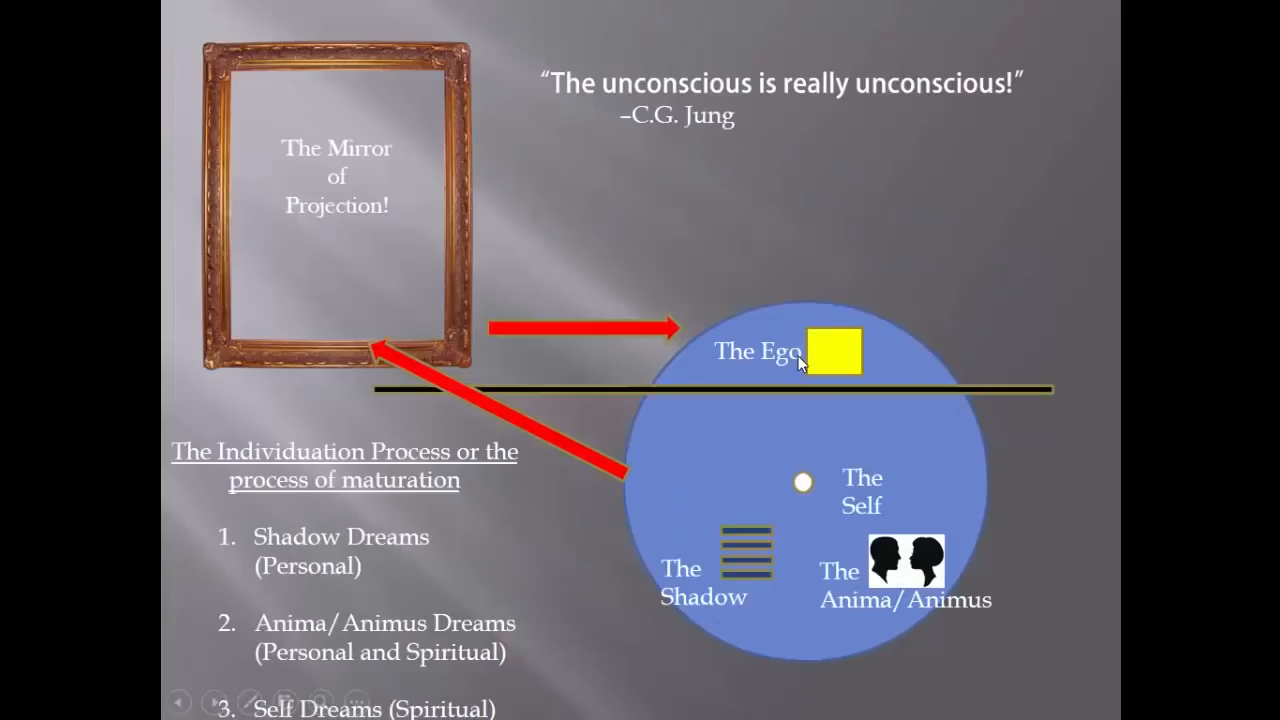 “The unconscious is really unconscious!”
–C.G. Jung
The Mirror
of
Projection!
The Ego
The
Self
The
Shadow
The
Anima/Animus
The Individuation Process or the
process of maturation
1. Shadow Dreams
(Personal)
2. Anima/Animus Dreams
(Personal and Spiritual)
3. Self Dreams (Spiritual)